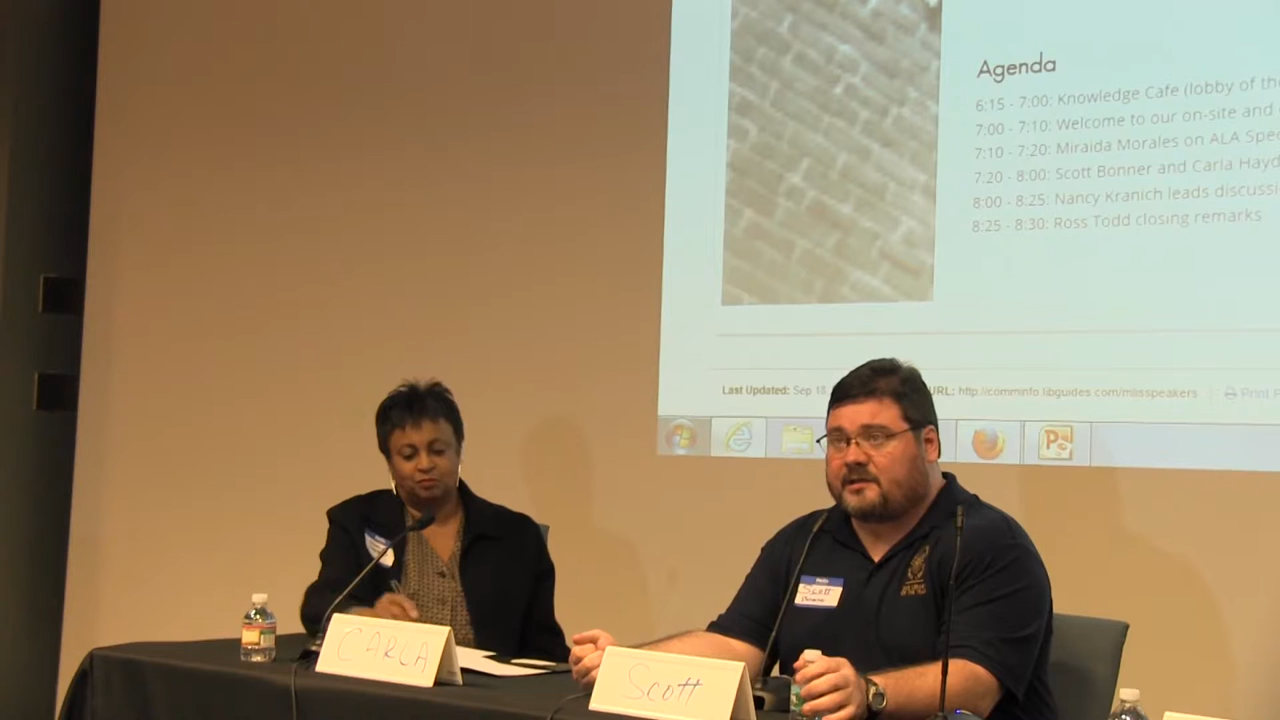 Agenda
6:15 - 7:00: Knowledge Cafe (lobby of the
7:00 - 7:10: Welcome to our on-site and
7:10 - 7:20: Miraida Morales on ALA Spec
7:20 - 8:00: Scott Bonner and Carla Hayd
8:00 - 8:25: Nancy Kranich leads discussi
8:25 - 8:30: Ross Todd closing remarks
Last Updated: Sep 18 URL: http://comminfo.libguides.com/mlisspeakers Print P
Hello
Scott
CARLA
Scott